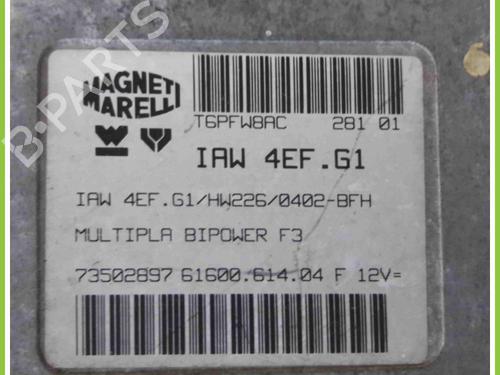 B-PARTS
MAGNETI
MARELLI
T6PFW8AC 281 01
IAW 4EF.G1
IAW 4EF.G1/HW226/0402-BFH
MULTIPLA BIPOWER F3
73502897 61600.614.04 F 12V=